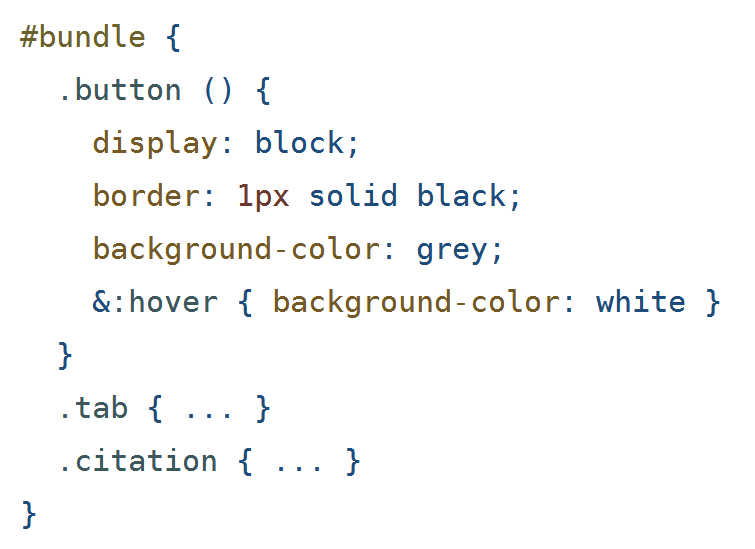 #bundle {
  .button () {
    display: block;
    border: 1px solid black;
    background-color: grey;
    &:hover { background-color: white }
  }
  .tab { ... }
  .citation { ... }
}